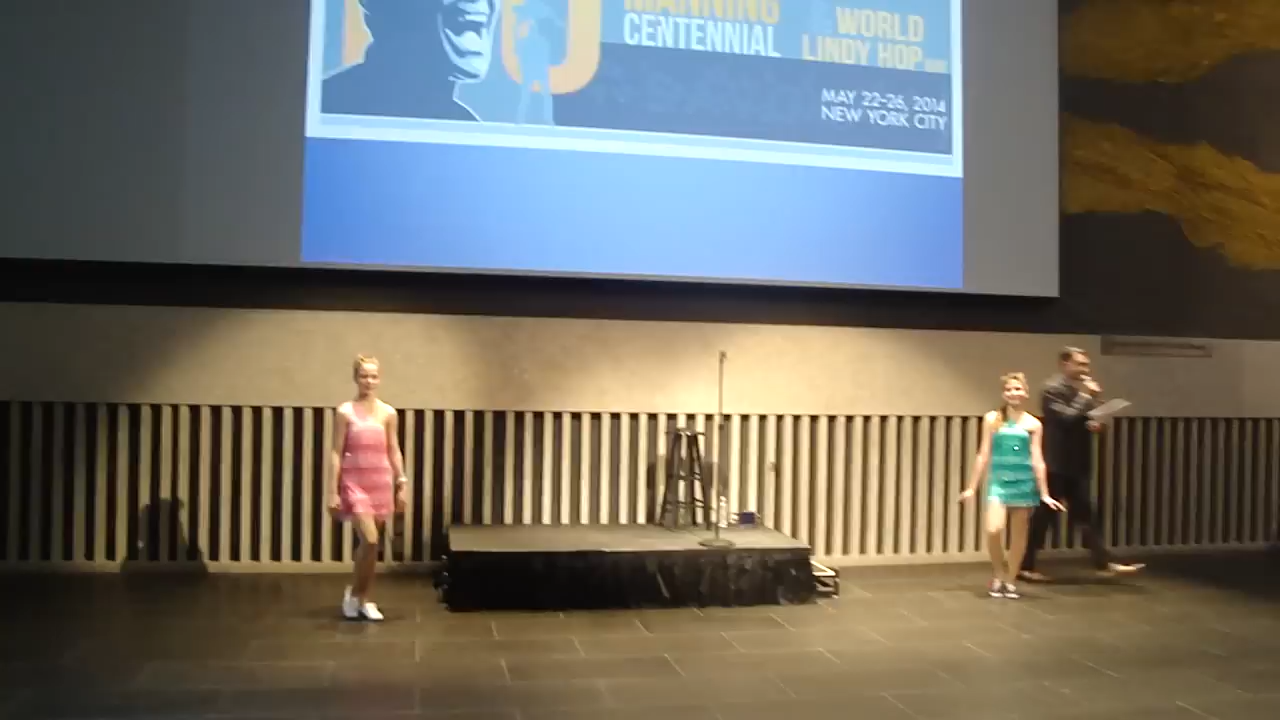 MANNING
CENTENNIAL
WORLD
LINDY HOP
MAY 22-26, 2014
NEW YORK CITY